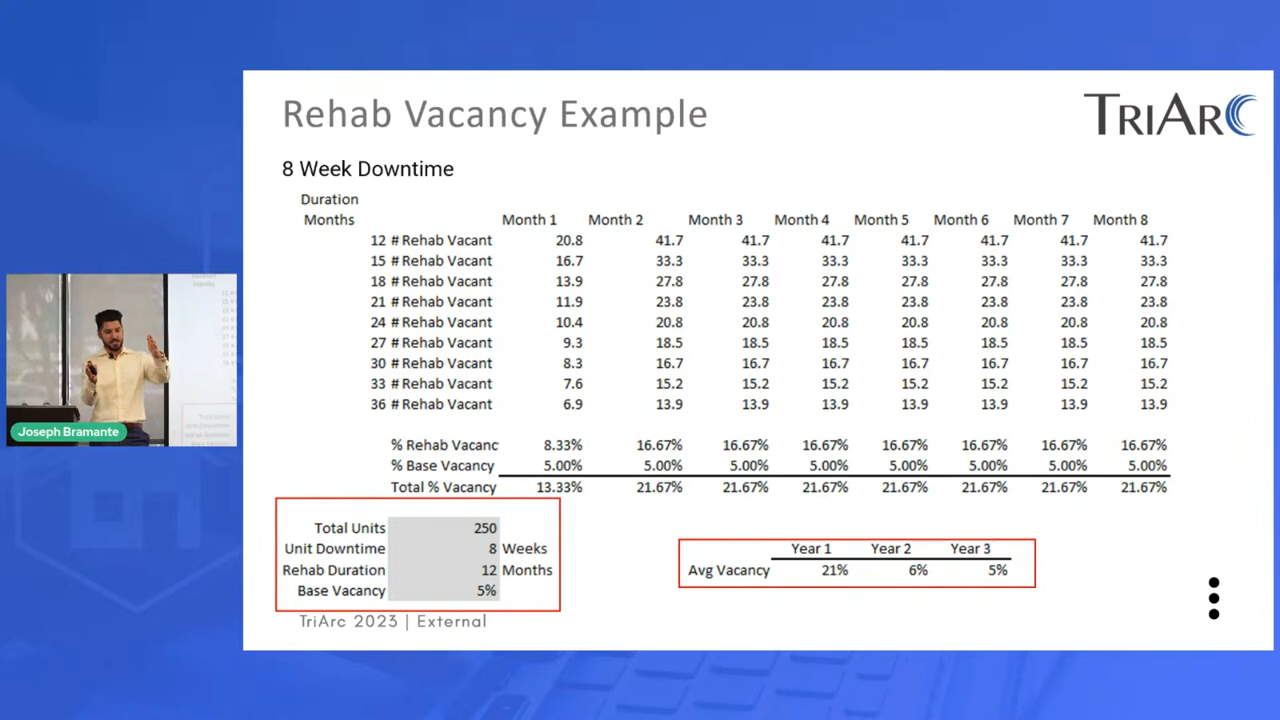 Rehab Vacancy Example
TRIARC
8 Week Downtime
Duration
Months Month 1 Month 2 Month 3 Month 4 Month 5 Month 6 Month 7 Month 8
12 # Rehab Vacant 20.8 41.7 41.7 41.7 41.7 41.7 41.7 41.7
15 # Rehab Vacant 16.7 33.3 33.3 33.3 33.3 33.3 33.3 33.3
18 # Rehab Vacant 13.9 27.8 27.8 27.8 27.8 27.8 27.8 27.8
21 # Rehab Vacant 11.9 23.8 23.8 23.8 23.8 23.8 23.8 23.8
24 # Rehab Vacant 10.4 20.8 20.8 20.8 20.8 20.8 20.8 20.8
27 # Rehab Vacant 9.3 18.5 18.5 18.5 18.5 18.5 18.5 18.5
30 # Rehab Vacant 8.3 16.7 16.7 16.7 16.7 16.7 16.7 16.7
33 # Rehab Vacant 7.6 15.2 15.2 15.2 15.2 15.2 15.2 15.2
36 # Rehab Vacant 6.9 13.9 13.9 13.9 13.9 13.9 13.9 13.9
% Rehab Vacanc 8.33% 16.67% 16.67% 16.67% 16.67% 16.67% 16.67% 16.67%
% Base Vacancy 5.00% 5.00% 5.00% 5.00% 5.00% 5.00% 5.00% 5.00%
Total % Vacancy 13.33% 21.67% 21.67% 21.67% 21.67% 21.67% 21.67% 21.67%
Total Units 250
Unit Downtime 8 Weeks
Rehab Duration 12 Months
Base Vacancy 5%
Year 1 Year 2 Year 3
Avg Vacancy 21% 6% 5%
TriArc 2023 | External
Joseph Bramante